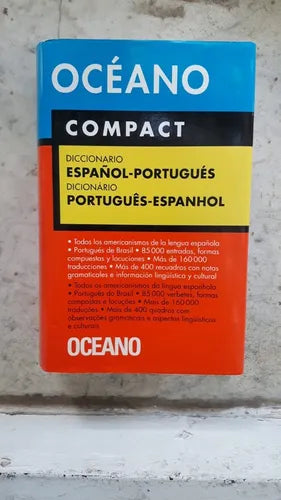 OCÉANO
COMPACT
DICCIONARIO
ESPAÑOL-PORTUGUÉS
DICIONÁRIO
PORTUGUÊS-ESPANHOL
• Todos los americanismos de la lengua española
• Portugués de Brasil • 85 000 entradas, formas
compuestas y locuciones • Más de 160 000
traducciones • Más de 400 recuadros con notas
gramaticales e información lingüística y cultural
• Todos os americanismos da língua espanhola
• Português do Brasil • 85 000 verbetes, formas
compostas e locuções • Mais de 160 000
traduções • Mais de 400 quadros com
observações gramaticais e aspectos lingüísticos
e culturais
OCEANO